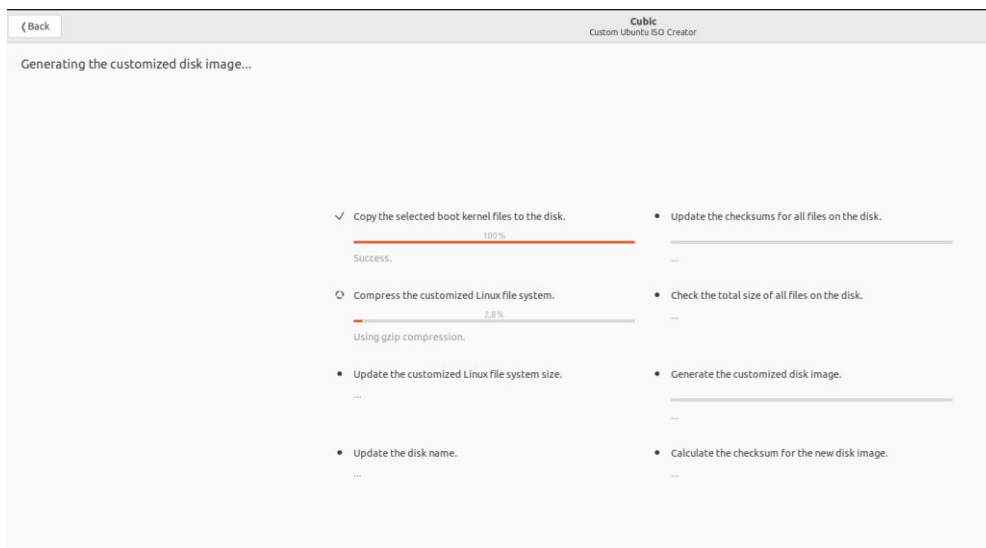 Back
Cubic
Custom Ubuntu ISO Creator
Generating the customized disk image...
Copy the selected boot kernel files to the disk.
100%
Success.
Compress the customized Linux file system.
2,8%
Using gzip compression.
Update the customized Linux file system size.
...
Update the disk name.
...
Update the checksums for all files on the disk.
...
Check the total size of all files on the disk.
...
Generate the customized disk image.
...
Calculate the checksum for the new disk image.
...